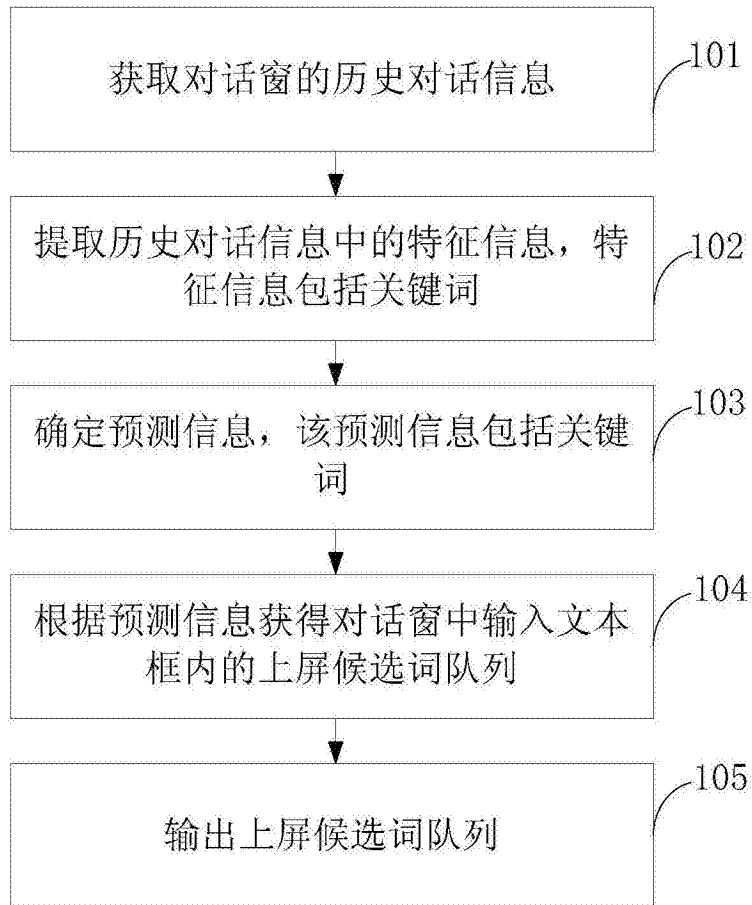 获取对话窗的历史对话信息
101
提取历史对话信息中的特征信息，特
征信息包括关键词
102
确定预测信息，该预测信息包括关键
词
103
根据预测信息获得对话窗中输入文本
框内的上屏候选词队列
104
输出上屏候选词队列
105